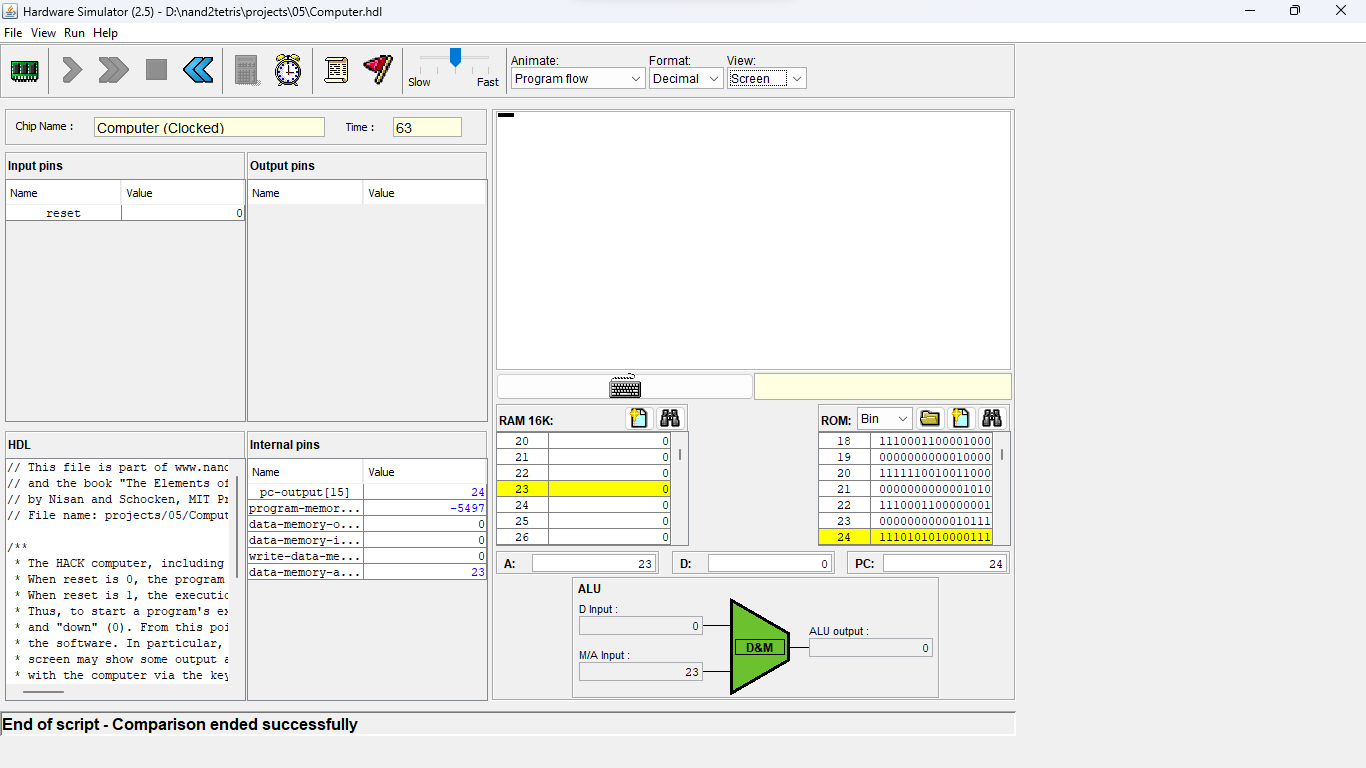 Hardware Simulator (2.5) - D:\nand2tetris\projects\05\Computer.hdl
File View Run Help
Slow Fast
Animate: Format: View:
Program flow Decimal Screen
Chip Name : Computer (Clocked) Time : 63
Input pins
Name Value
reset 0
Output pins
Name Value
HDL
// This file is part of www.nanc
// and the book "The Elements of
// by Nisan and Schocken, MIT Pr
// File name: projects/05/Comput
/**
* The HACK computer, including
* When reset is 0, the program
* When reset is 1, the executic
* Thus, to start a program's ex
* and "down" (0). From this poi
* the software. In particular,
* screen may show some output a
* with the computer via the key
Internal pins
Name Value
pc-output[15] 24
program-memor... -5497
data-memory-o... 0
data-memory-i... 0
write-data-me... 0
data-memory-a... 23
RAM 16K:
20 0
21 0
22 0
23 0
24 0
25 0
26 0
ROM: Bin
18 1110001100001000
19 0000000000010000
20 1111110010011000
21 0000000000001010
22 1110001100000001
23 0000000000010111
24 1110101010000111
A: 23 D: 0 PC: 24
ALU
D Input :
0
M/A Input :
23
D&M
ALU output :
0
End of script - Comparison ended successfully